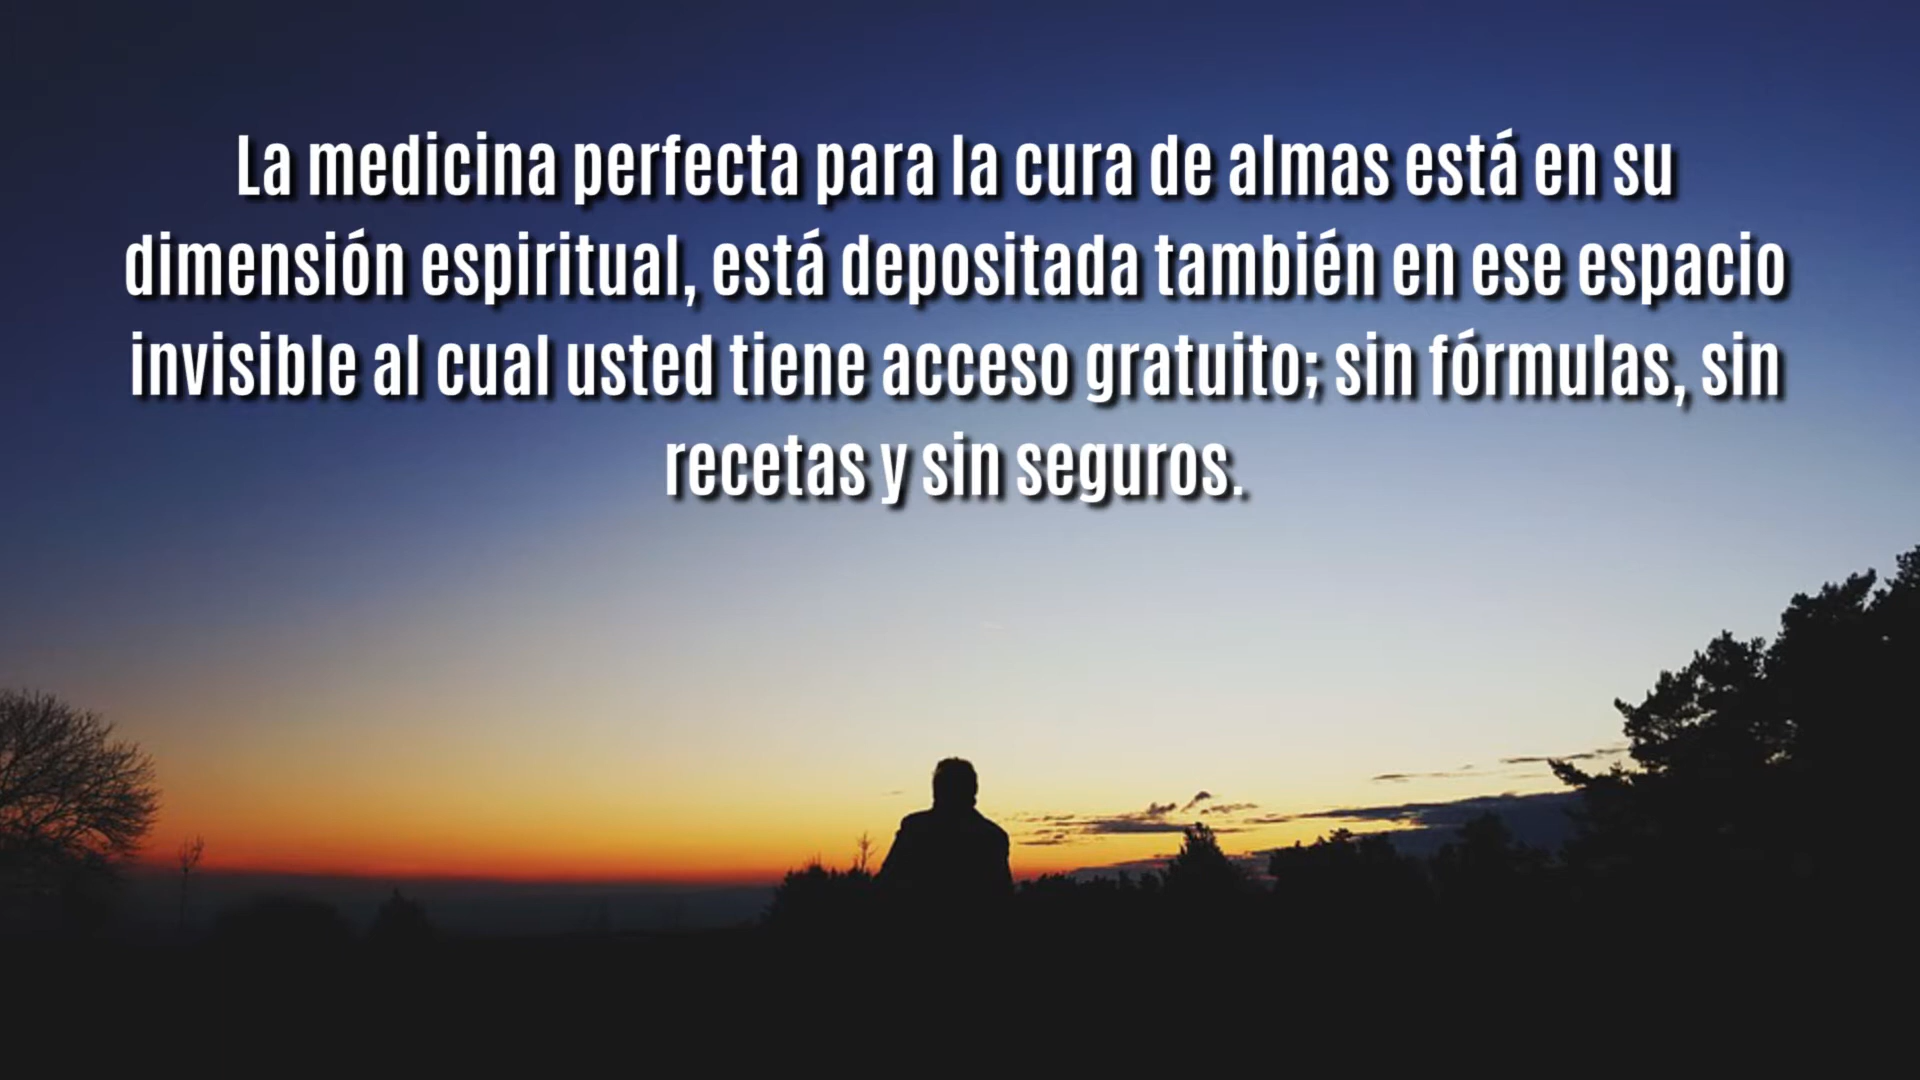 La medicina perfecta para la cura de almas está en su
dimensión espiritual, está depositada también en ese espacio
invisible al cual usted tiene acceso gratuito; sin fórmulas, sin
recetas y sin seguros.